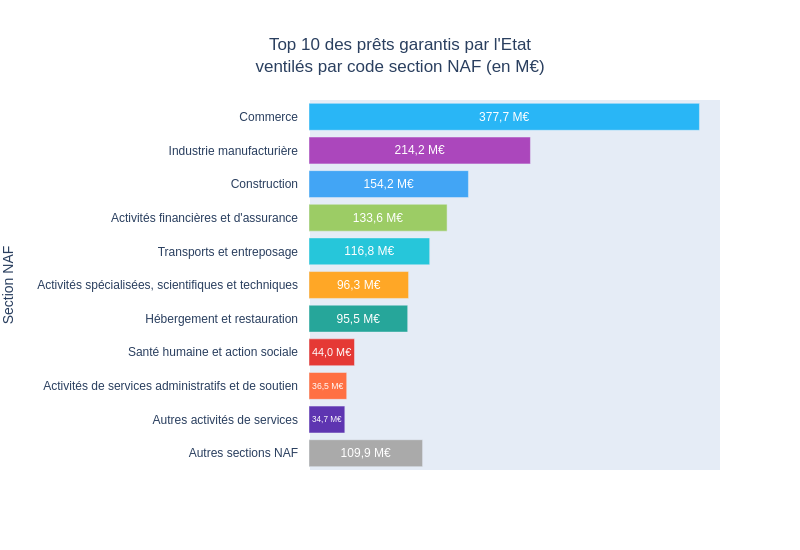 Top 10 des prêts garantis par l'Etat
ventilés par code section NAF (en M€)
Section NAF
Commerce 377,7 M€
Industrie manufacturière 214,2 M€
Construction 154,2 M€
Activités financières et d'assurance 133,6 M€
Transports et entreposage 116,8 M€
Activités spécialisées, scientifiques et techniques 96,3 M€
Hébergement et restauration 95,5 M€
Santé humaine et action sociale 44,0 M€
Activités de services administratifs et de soutien 36,5 M€
Autres activités de services 34,7 M€
Autres sections NAF 109,9 M€